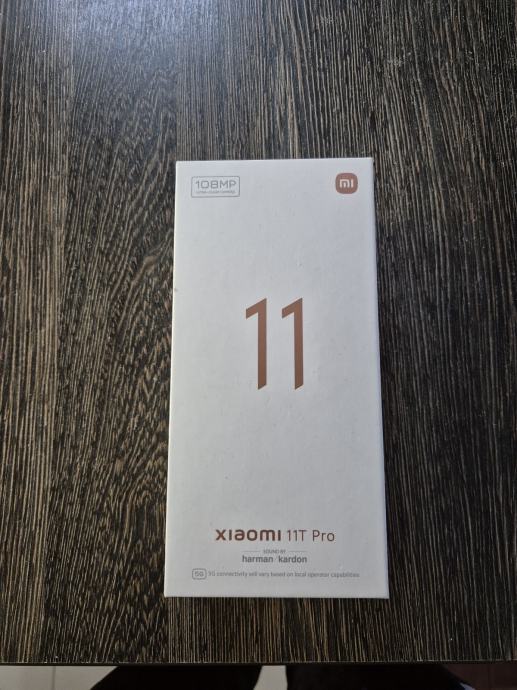 108MP
mi
11
xiaomi 11T Pro
SOUND BY
harman/kardon
5G 5G connectivity will vary based on local operator capabilities.